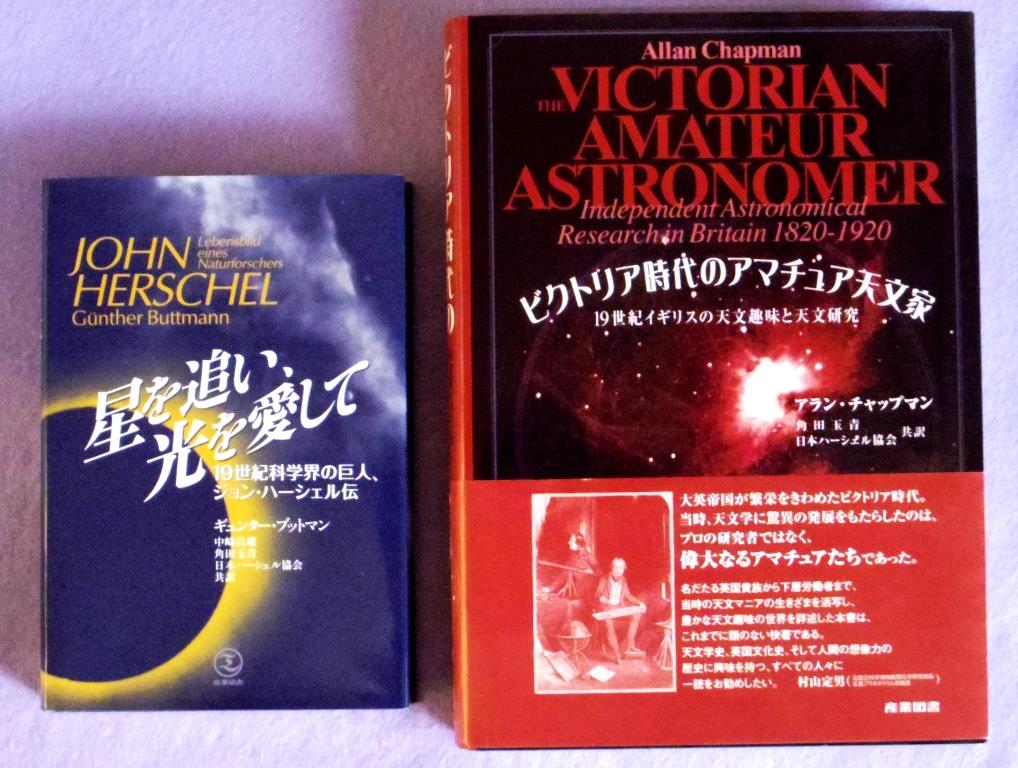 JOHN
HERSCHEL
Lebensbild
eines
Naturforschers
Günther Buttmann
星を追い、
光を愛して
19世紀科学界の巨人、
ジョン・ハーシェル伝
ギュンター・ブットマン
中崎昌雄
角田玉青
日本ハーシェル協会
共訳
産業図書
ビクトリア時代の
Allan Chapman
THE VICTORIAN
AMATEUR
ASTRONOMER
Independent Astronomical
Research in Britain 1820-1920
ビクトリア時代のアマチュア天文家
19世紀イギリスの天文趣味と天文研究
アラン・チャップマン
角田玉青
日本ハーシェル協会 共訳
大英帝国が繁栄をきわめたビクトリア時代。
当時、天文学に驚異の発展をもたらしたのは、
プロの研究者ではなく、
偉大なるアマチュアたちであった。
名だたる英国貴族から下層労働者まで、
当時の天文マニアの生きざまを活写し、
豊かな天文趣味の世界を詳述した本書は、
これまでに類のない快著である。
天文学史、英国文化史、そして人間の想像力の
歴史に興味を持つ、すべての人々に
一読をお勧めしたい。 村山定男
産業図書